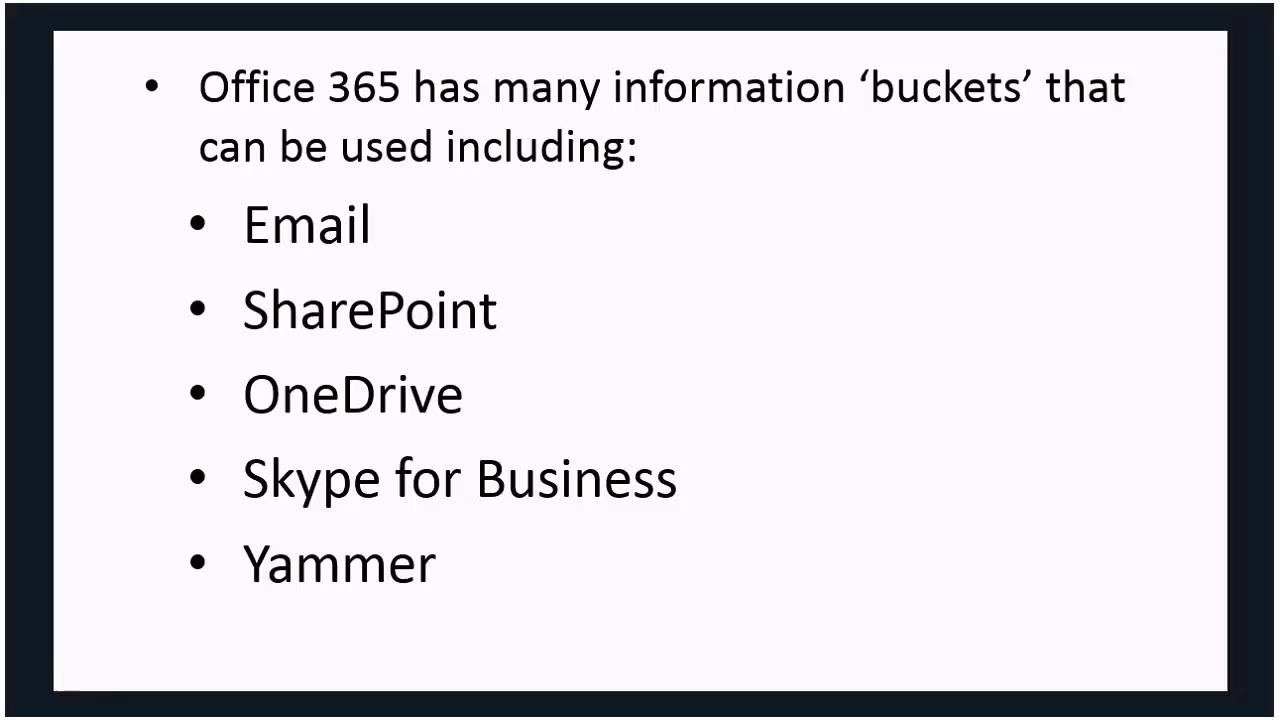 • Office 365 has many information ‘buckets’ that
can be used including:
• Email
• SharePoint
• OneDrive
• Skype for Business
• Yammer